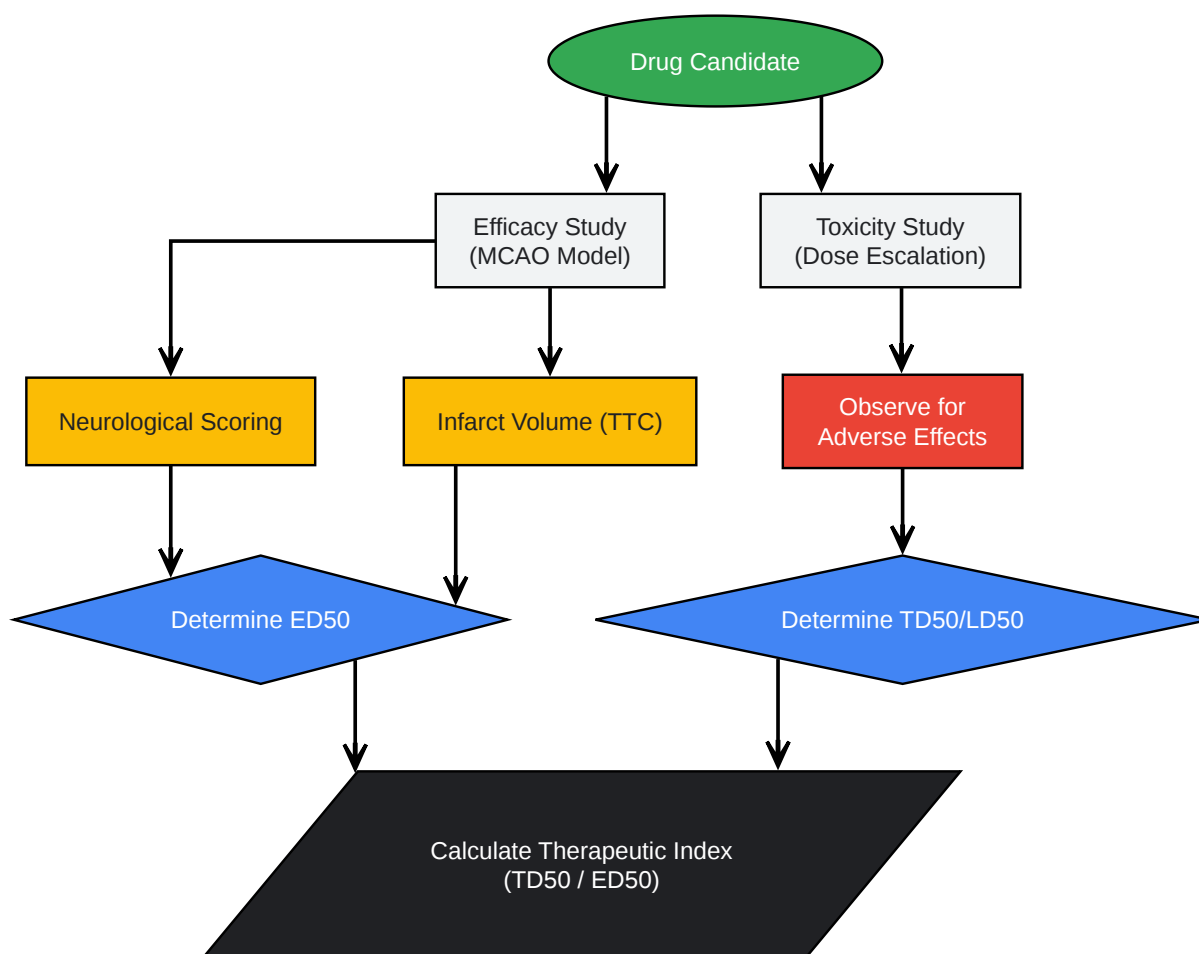 Drug Candidate
Efficacy Study
(MCAO Model)
Toxicity Study
(Dose Escalation)
Neurological Scoring
Infarct Volume (TTC)
Observe for
Adverse Effects
Determine ED50
Determine TD50/LD50
Calculate Therapeutic Index
(TD50 / ED50)